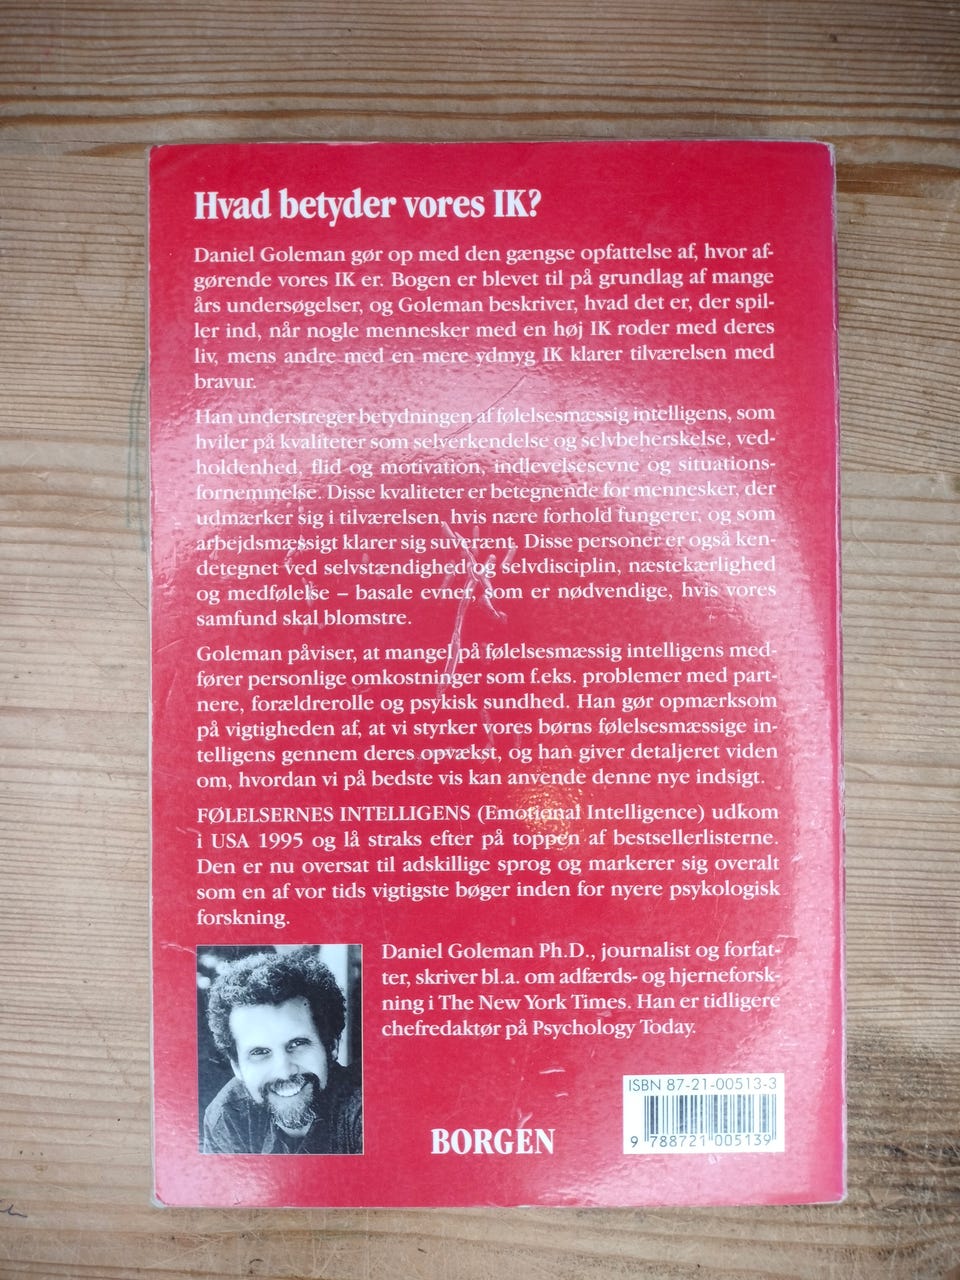 Hvad betyder vores IK?
Daniel Goleman gør op med den gængse opfattelse af, hvor af-
gørende vores IK er. Bogen er blevet til på grundlag af mange
års undersøgelser, og Goleman beskriver, hvad det er, der spil-
ler ind, når nogle mennesker med en høj IK roder med deres
liv, mens andre med en mere ydmyg IK klarer tilværelsen med
bravur.
Han understreger betydningen af følelsesmæssig intelligens, som
hviler på kvaliteter som selverkendelse og selvbeherskelse, ved-
holdenhed, flid og motivation, indlevelsesevne og situations-
fornemmelse. Disse kvaliteter er betegnende for mennesker, der
udmærker sig i tilværelsen, hvis nære forhold fungerer, og som
arbejdsmæssigt klarer sig suverænt. Disse personer er også ken-
detegnet ved selvstændighed og selvdisciplin, næstekærlighed
og medfølelse – basale evner, som er nødvendige, hvis vores
samfund skal blomstre.
Goleman påviser, at mangel på følelsesmæssig intelligens med-
fører personlige omkostninger som f.eks. problemer med part-
nere, forældrerolle og psykisk sundhed. Han gør opmærksom
på vigtigheden af, at vi styrker vores børns følelsesmæssige in-
telligens gennem deres opvækst, og han giver detaljeret viden
om, hvordan vi på bedste vis kan anvende denne nye indsigt.
FØLELSERNES INTELLIGENS (Emotional Intelligence) udkom
i USA 1995 og lå straks efter på toppen af bestsellerlisterne.
Den er nu oversat til adskillige sprog og markerer sig overalt
som en af vor tids vigtigste bøger inden for nyere psykologisk
forskning.
Daniel Goleman Ph.D., journalist og forfat-
ter, skriver bl.a. om adfærds- og hjerneforsk-
ning i The New York Times. Han er tidligere
chefredaktør på Psychology Today.
ISBN 87-21-00513-3
9 788721 005139
BORGEN